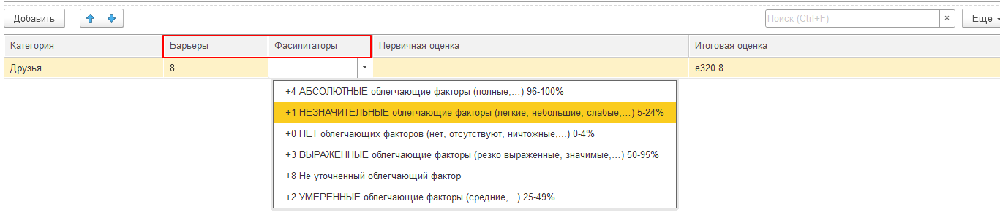 Добавить
Поиск (Ctrl+F)
×
Еще
Категория Барьеры Фасилитаторы Первичная оценка Итоговая оценка
Друзья 8 e320.8
+4 АБСОЛЮТНЫЕ облегчающие факторы (полные,...) 96-100%
+1 НЕЗНАЧИТЕЛЬНЫЕ облегчающие факторы (легкие, небольшие, слабые,...) 5-24%
+0 НЕТ облегчающих факторов (нет, отсутствуют, ничтожные,...) 0-4%
+3 ВЫРАЖЕННЫЕ облегчающие факторы (резко выраженные, значимые,...) 50-95%
+8 Не уточненный облегчающий фактор
+2 УМЕРЕННЫЕ облегчающие факторы (средние,...) 25-49%